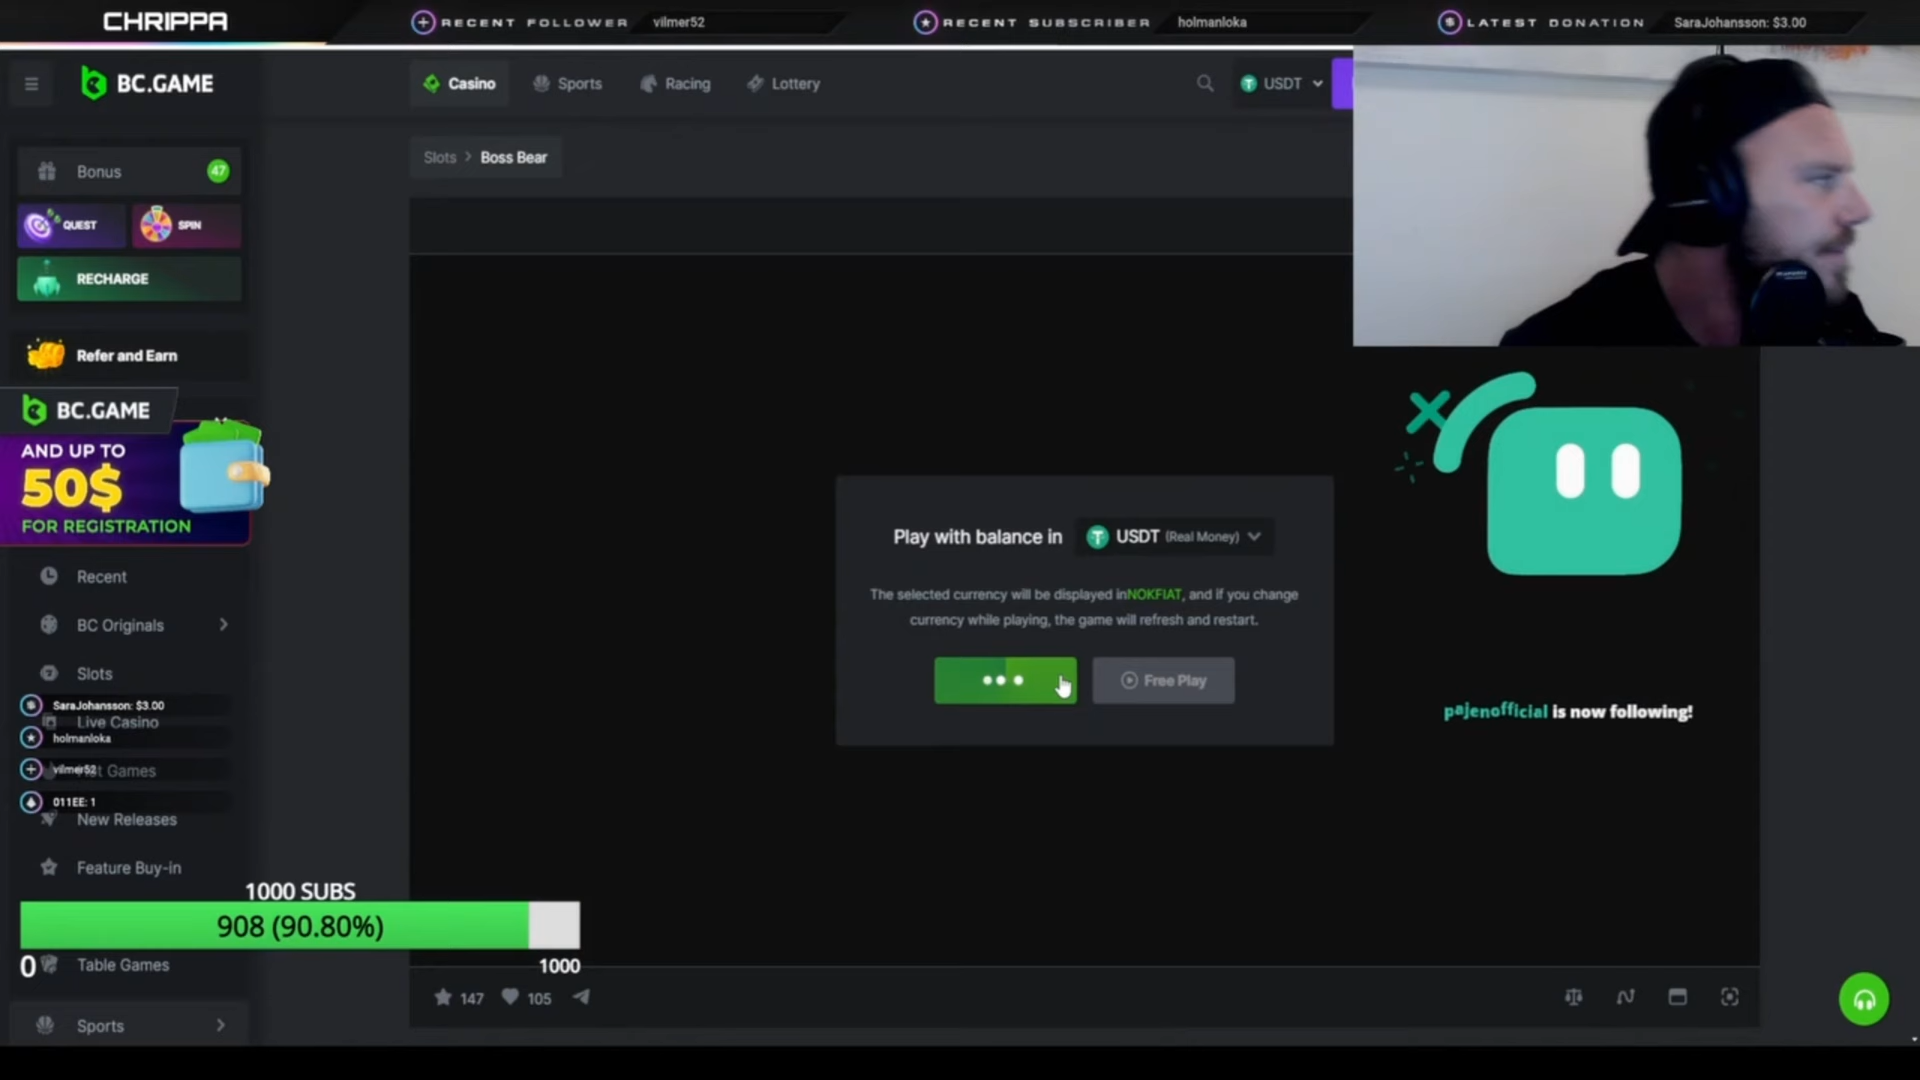 CHRIPPA
RECENT FOLLOWER vilmer52
RECENT SUBSCRIBER holmanloka
LATEST DONATION SaraJohansson: $3.00
BC.GAME
Casino
Sports
Racing
Lottery
USDT
Slots > Boss Bear
Bonus 47
QUEST
SPIN
RECHARGE
Refer and Earn
BC.GAME
AND UP TO
50$
FOR REGISTRATION
Recent
BC Originals
Slots
SaraJohansson: $3.00
Live Casino
holmanloka
vilmer52
Games
011EE: 1
New Releases
Feature Buy-in
1000 SUBS
908 (90.80%)
0
1000
Table Games
Sports
Play with balance in USDT (Real Money)
The selected currency will be displayed inNOKFIAT, and if you change
currency while playing, the game will refresh and restart.
Free Play
pajenofficial is now following!
147
105